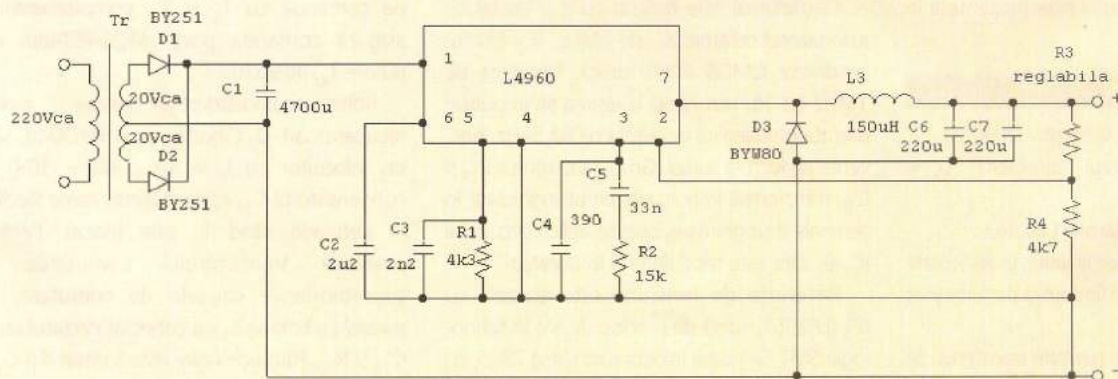 Tr
BY251
D1
220Vca
20Vca
20Vca
D2
BY251
C1
4700u
1
L4960
7
6
5
4
3
2
C2
2u2
C3
2n2
R1
4k3
C4
390
C5
33n
R2
15k
D3
BYW80
L3
150uH
C6
220u
C7
220u
R3
reglabila
R4
4k7
+
-